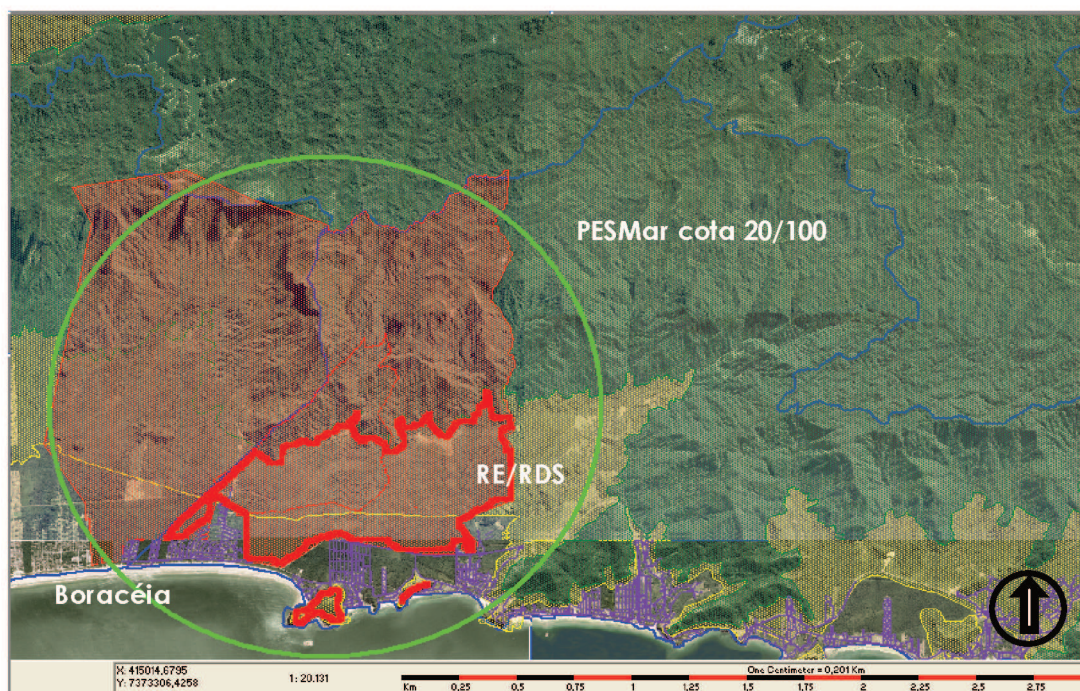 PESMar cota 20/100
RE/RDS
Boracéia
X: 415014,6795
Y: 7373306,4258
1: 20.131
One Centimeter = 0,201 Km
Km 0,25 0,5 0,75 1 1,25 1,5 1,75 2 2,25 2,5 2,75